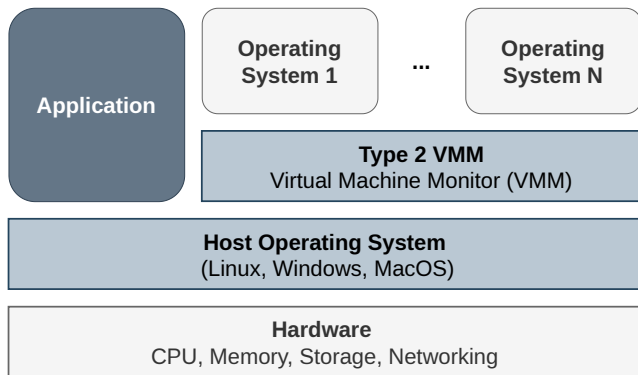 Application
Operating
System 1
...
Operating
System N
Type 2 VMM
Virtual Machine Monitor (VMM)
Host Operating System
(Linux, Windows, MacOS)
Hardware
CPU, Memory, Storage, Networking